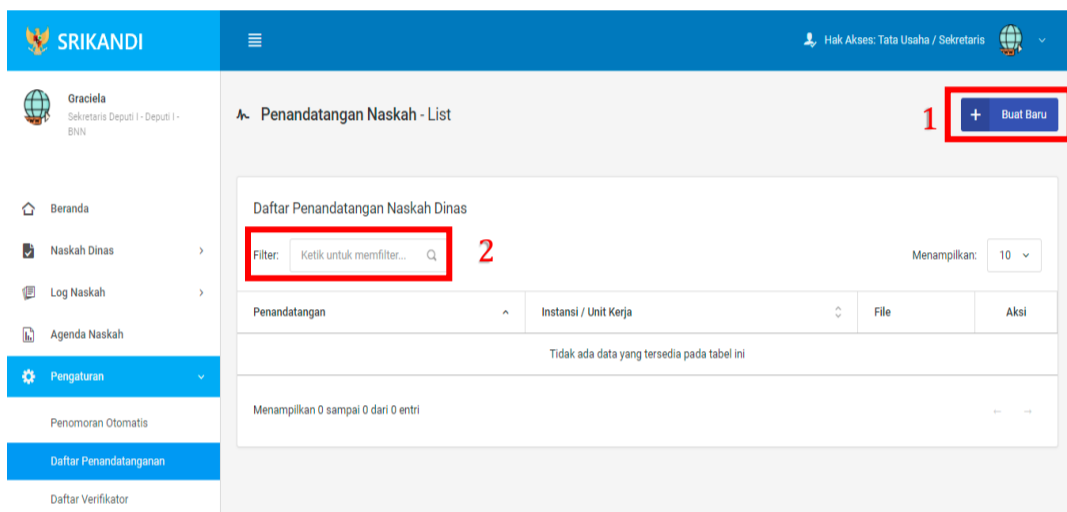 SRIKANDI
Hak Akses: Tata Usaha / Sekretaris
Graciela
Sekretaris Deputi I - Deputi I -
BNN
Penandatangan Naskah - List
1
+ Buat Baru
Beranda
Naskah Dinas
Log Naskah
Agenda Naskah
Pengaturan
Penomoran Otomatis
Daftar Penandatanganan
Daftar Verifikator
Daftar Penandatangan Naskah Dinas
Filter: Ketik untuk memfilter...
2
Menampilkan: 10
Penandatangan Instansi / Unit Kerja File Aksi
Tidak ada data yang tersedia pada tabel ini
Menampilkan 0 sampai 0 dari 0 entri
← →